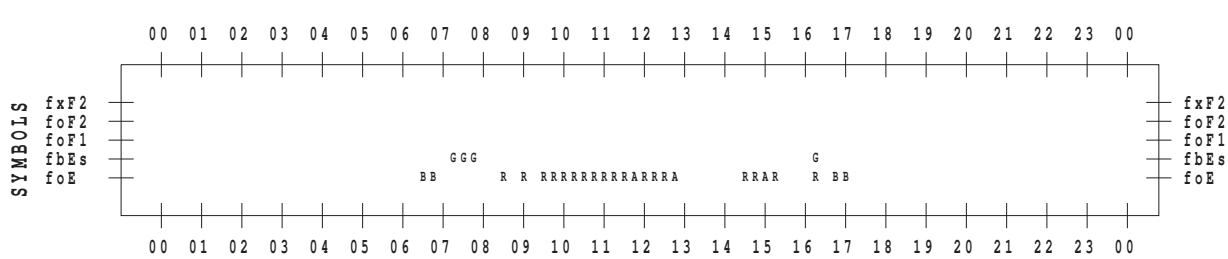 00 01 02 03 04 05 06 07 08 09 10 11 12 13 14 15 16 17 18 19 20 21 22 23 00
SYMBOLS
fxF2 fxF2
foF2 foF2
foF1 foF1
fbEs GGG G fbEs
foE BB R R RRRRRRRRRARRRA RRAR R BB foE
00 01 02 03 04 05 06 07 08 09 10 11 12 13 14 15 16 17 18 19 20 21 22 23 00